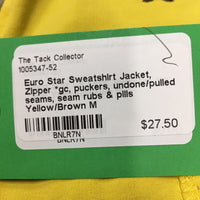 The Tack Collector
1005347-52
Euro Star Sweatshirt Jacket,
Zipper *gc, puckers, undone/pulled
seams, seam rubs & pills
Yellow/Brown M
$27.50
BNLR7N
BNLR7N